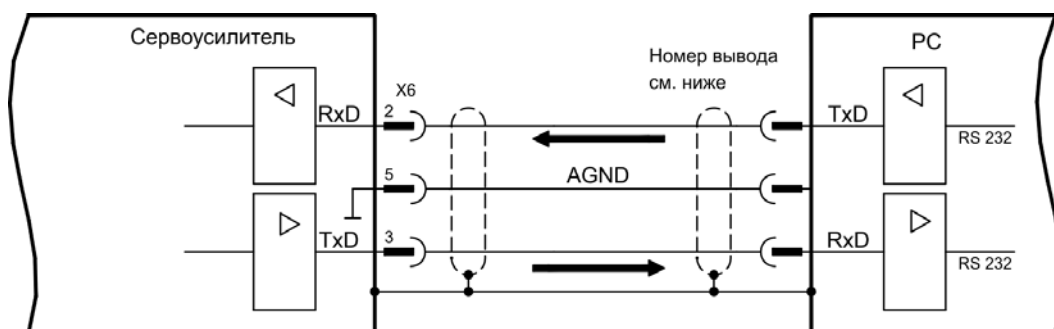 Сервоусилитель
Номер вывода
см. ниже
PC
X6
RxD
2
TxD
RS 232
5
AGND
TxD
3
RxD
RS 232